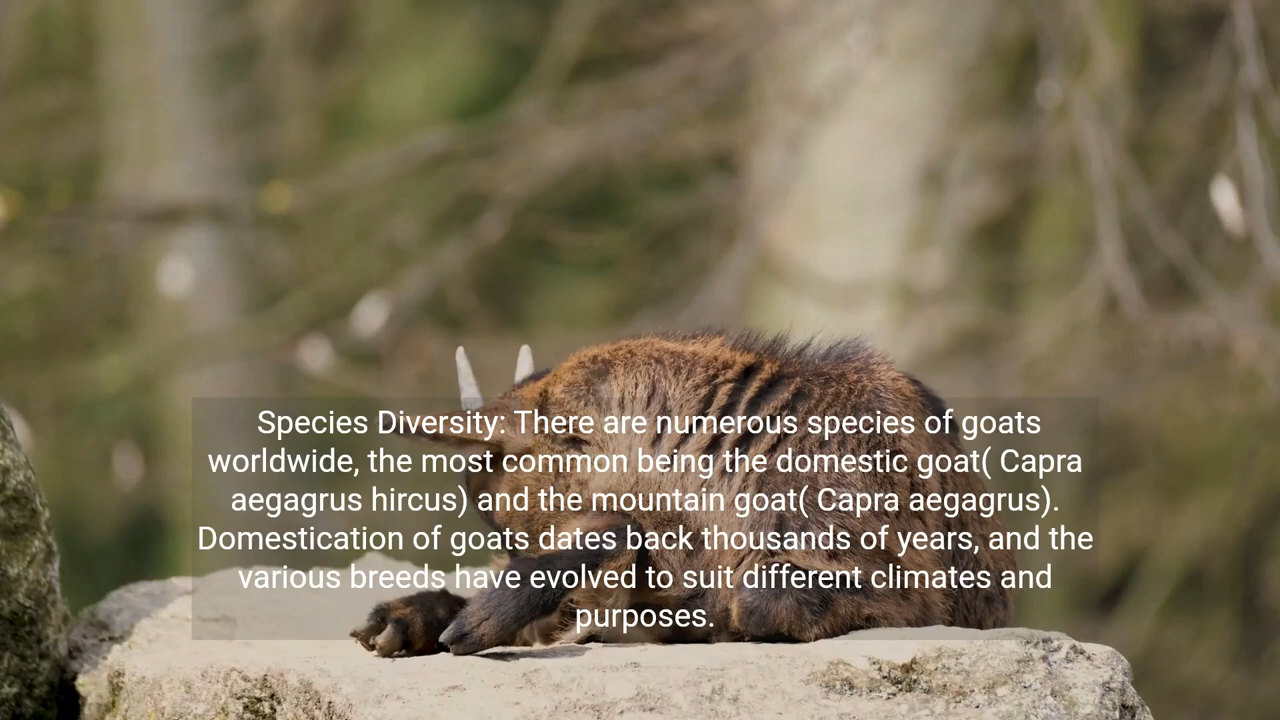 Species Diversity: There are numerous species of goats
worldwide, the most common being the domestic goat( Capra
aegagrus hircus) and the mountain goat( Capra aegagrus).
Domestication of goats dates back thousands of years, and the
various breeds have evolved to suit different climates and
purposes.